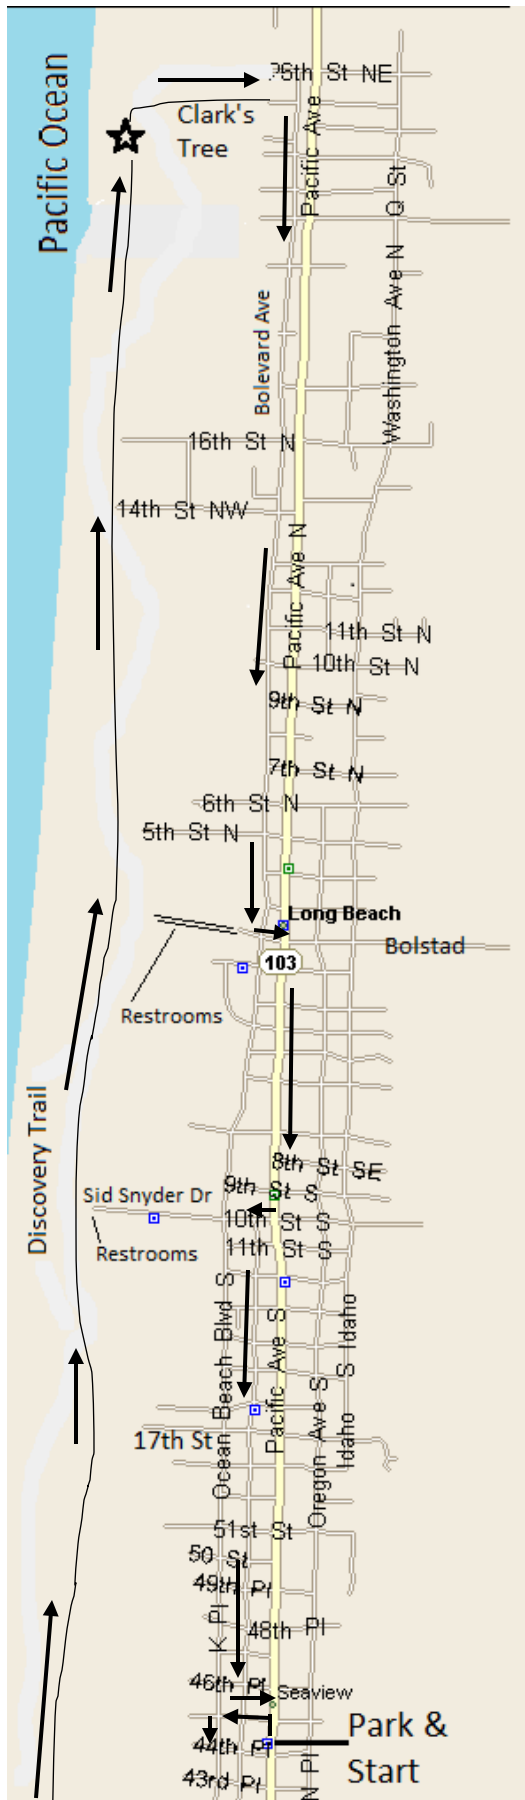 Pacific Ocean
26th St NE
Clark's
Tree
Pacific Ave
Q St
Washington Ave N
Bolevard Ave
16th St N
14th St NW
Pacific Ave N
11th St N
10th St N
9th St N
7th St N
6th St N
5th St N
Long Beach
Bolstad
103
Restrooms
Discovery Trail
8th St SE
9th St S
Sid Snyder Dr
10th St S
Restrooms
11th St S
Ocean Beach Blvd S
Pacific Ave S
S Idaho
Idaho
Oregon Ave S
17th St
51st St
50 St
49th Pl
K Pl
48th Pl
46th Pl
Seaview
Park &
Start
44th Pl
43rd Pl
N Pl